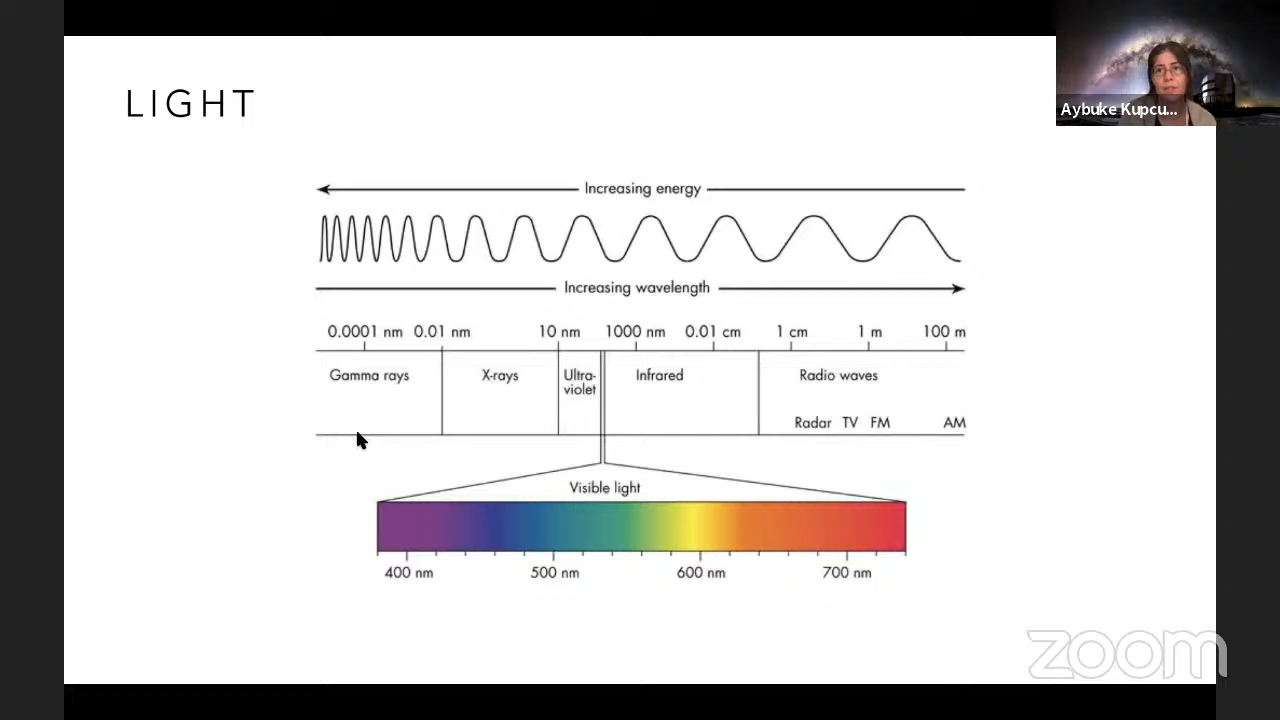 LIGHT
Aybuke Kupcu...
Increasing energy
Increasing wavelength
0.0001 nm 0.01 nm 10 nm 1000 nm 0.01 cm 1 cm 1 m 100 m
Gamma rays X-rays Ultra-
violet Infrared Radio waves
Radar TV FM AM
Visible light
400 nm 500 nm 600 nm 700 nm
zoom